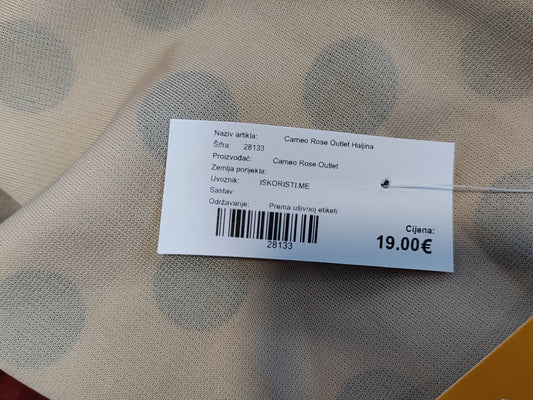 Naziv artikla: Cameo Rose Outlet Haljina
Šifra: 28133
Proizvođač: Cameo Rose Outlet
Zemlja porijekla:
Uvoznik: ISKORISTI.ME
Sastav:
Održavanje: Prema ušivnoj etiketi
28133
Cijena:
19.00€